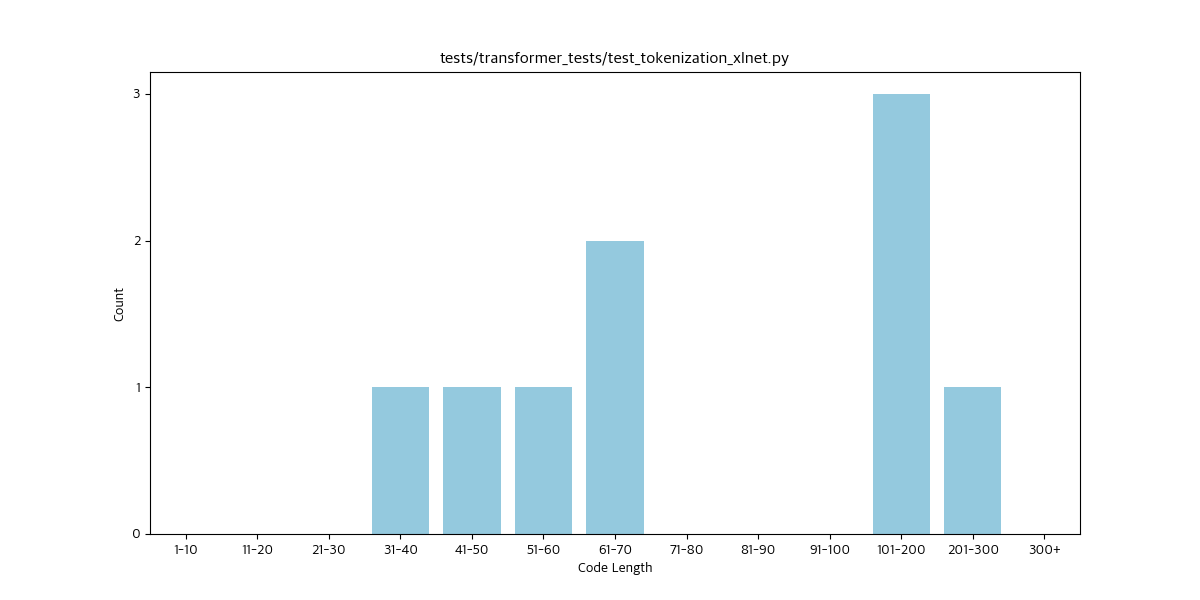 tests/transformer_tests/test_tokenization_xlnet.py
Count
3
2
1
0
1-10 11-20 21-30 31-40 41-50 51-60 61-70 71-80 81-90 91-100 101-200 201-300 300+
Code Length